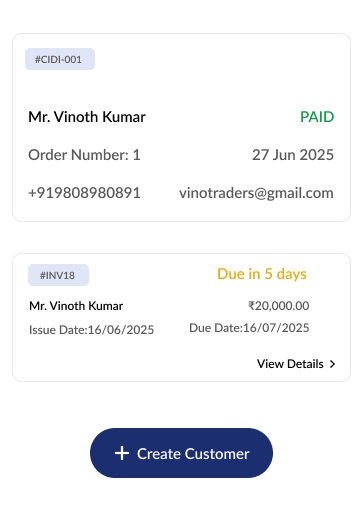 #CIDI-001
Mr. Vinoth Kumar PAID
Order Number: 1 27 Jun 2025
+919808980891 vinotraders@gmail.com
#INV18 Due in 5 days
Mr. Vinoth Kumar ₹20,000.00
Issue Date:16/06/2025 Due Date:16/07/2025
View Details
Create Customer